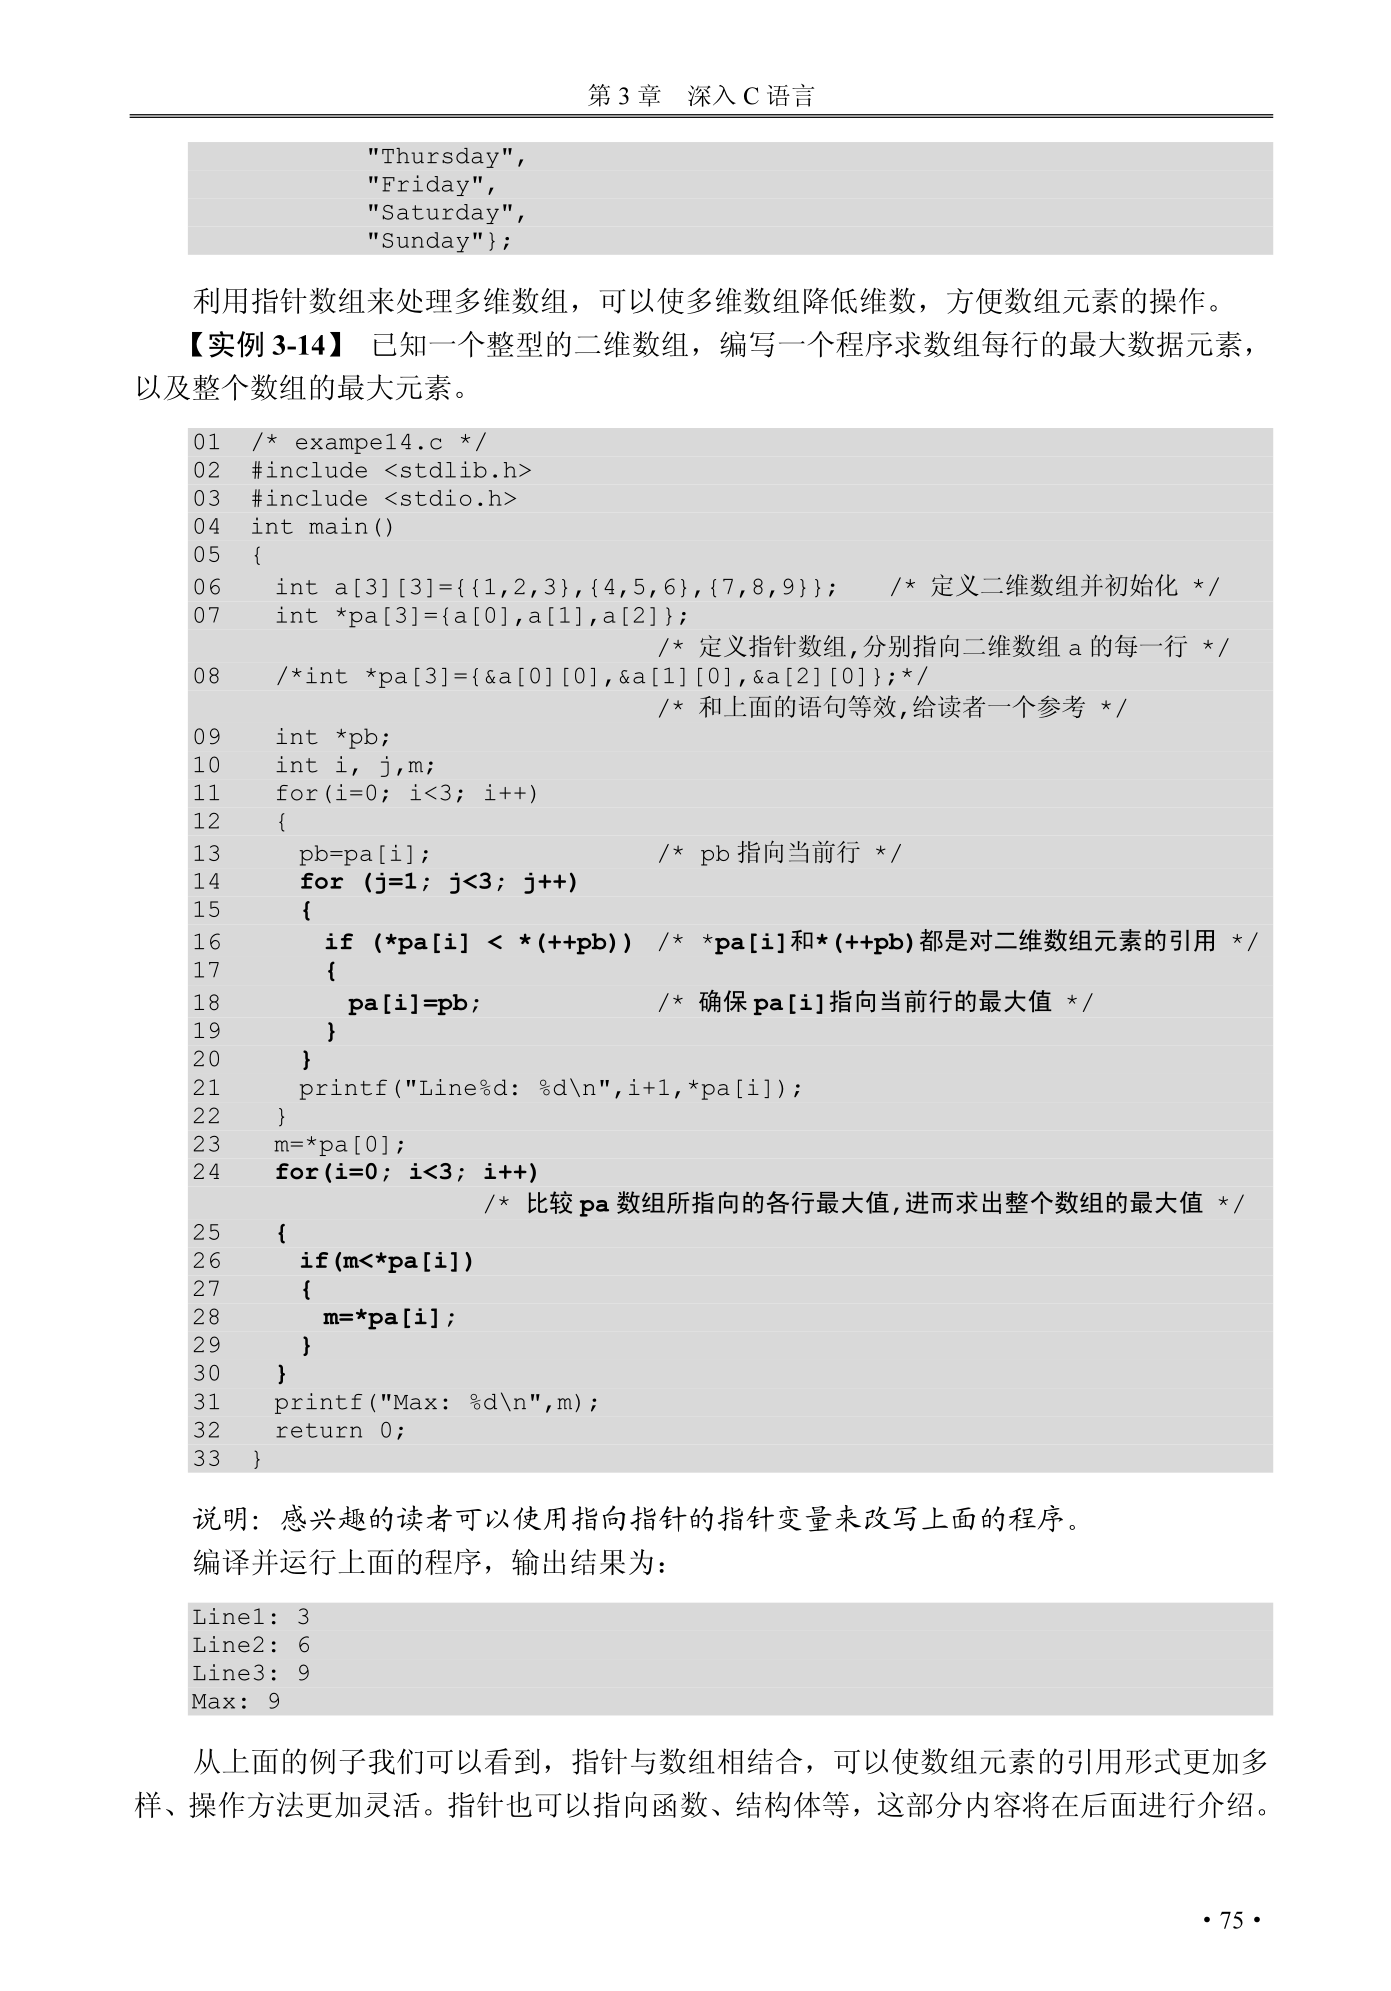 第 3 章　深入 C 语言
"Thursday",
"Friday",
"Saturday",
"Sunday"};
利用指针数组来处理多维数组，可以使多维数组降低维数，方便数组元素的操作。
【实例 3-14】 已知一个整型的二维数组，编写一个程序求数组每行的最大数据元素，
以及整个数组的最大元素。
01 /* exampe14.c */
02 #include <stdlib.h>
03 #include <stdio.h>
04 int main()
05 {
06   int a[3][3]={{1,2,3},{4,5,6},{7,8,9}};   /* 定义二维数组并初始化 */
07   int *pa[3]={a[0],a[1],a[2]};
/* 定义指针数组,分别指向二维数组 a 的每一行 */
08   /*int *pa[3]={&a[0][0],&a[1][0],&a[2][0]};*/
/* 和上面的语句等效,给读者一个参考 */
09   int *pb;
10   int i, j,m;
11   for(i=0; i<3; i++)
12   {
13     pb=pa[i];               /* pb 指向当前行 */
14     for (j=1; j<3; j++)
15     {
16       if (*pa[i] < *(++pb)) /* *pa[i]和*(++pb)都是对二维数组元素的引用 */
17       {
18         pa[i]=pb;           /* 确保 pa[i]指向当前行的最大值 */
19       }
20     }
21     printf("Line%d: %d\n",i+1,*pa[i]);
22   }
23   m=*pa[0];
24   for(i=0; i<3; i++)
/* 比较 pa 数组所指向的各行最大值,进而求出整个数组的最大值 */
25   {
26     if(m<*pa[i])
27     {
28       m=*pa[i];
29     }
30   }
31   printf("Max: %d\n",m);
32   return 0;
33 }
说明：感兴趣的读者可以使用指向指针的指针变量来改写上面的程序。
编译并运行上面的程序，输出结果为：
Line1: 3
Line2: 6
Line3: 9
Max: 9
从上面的例子我们可以看到，指针与数组相结合，可以使数组元素的引用形式更加多
样、操作方法更加灵活。指针也可以指向函数、结构体等，这部分内容将在后面进行介绍。
• 75 •